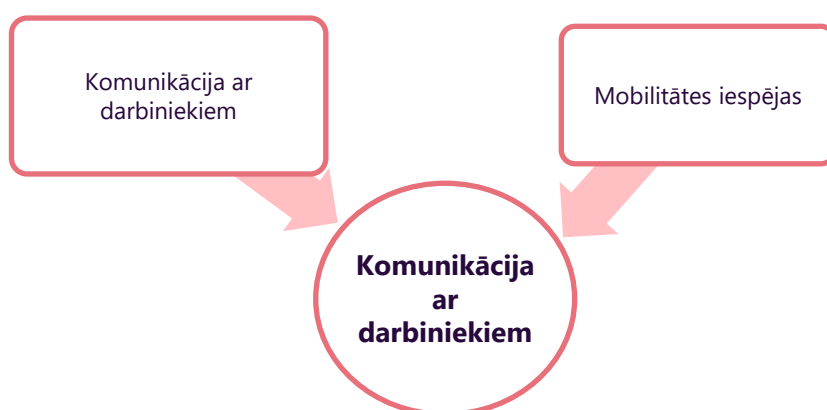 Komunikācija ar
darbiniekiem
Mobilitātes iespējas
Komunikācija
ar
darbiniekiem